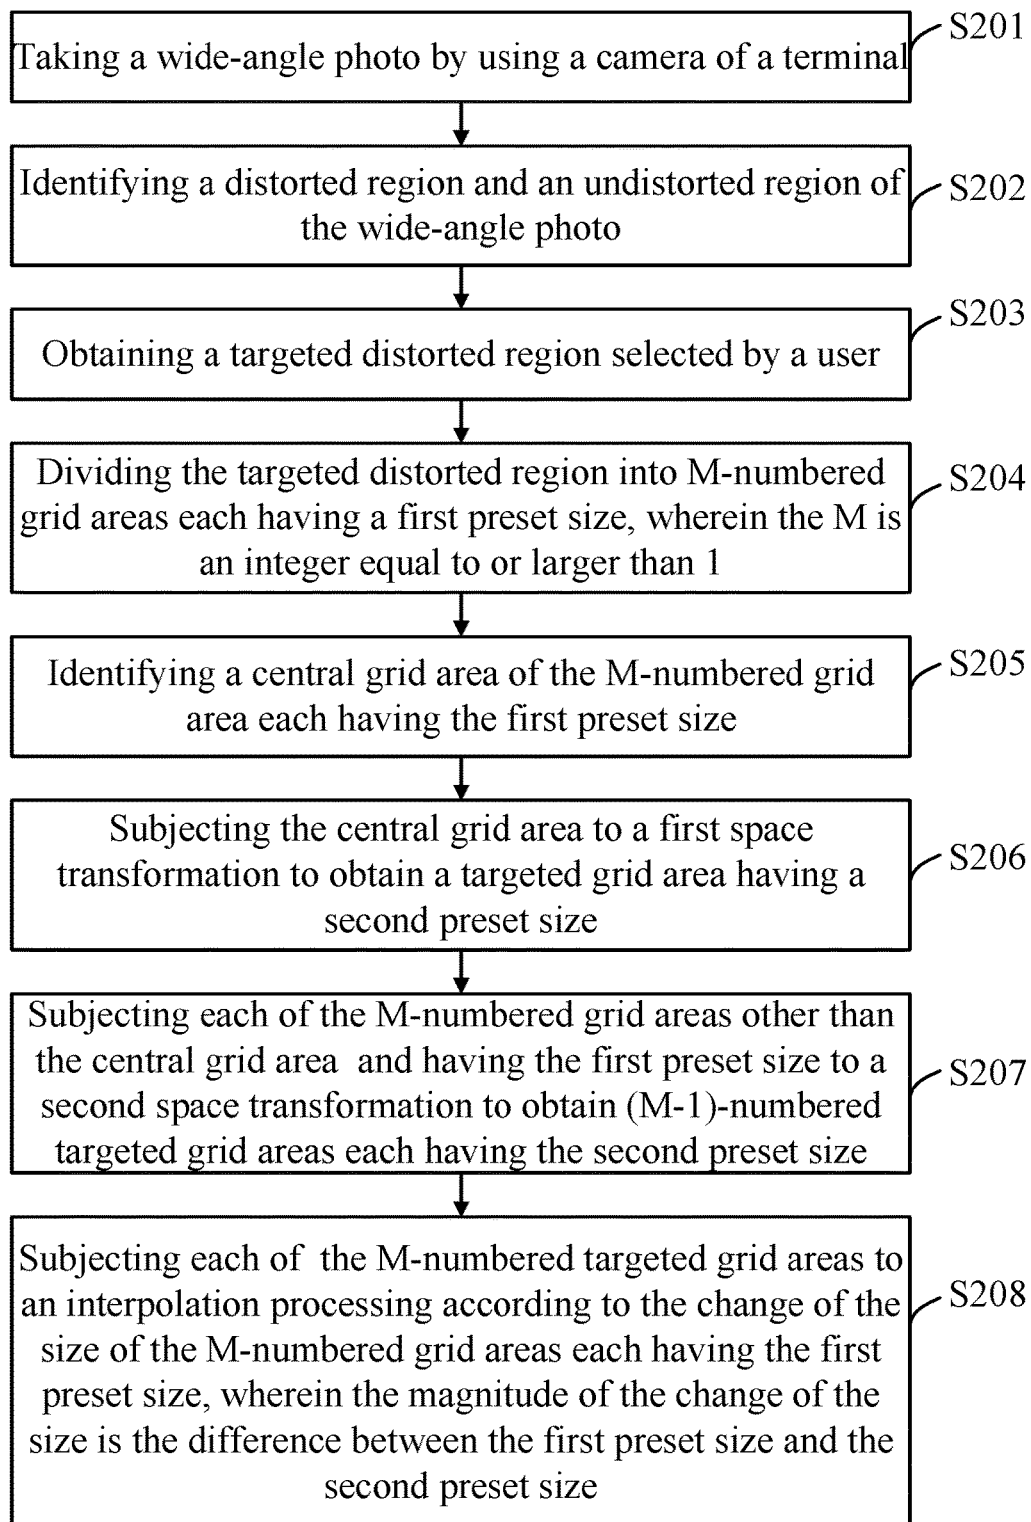 Taking a wide-angle photo by using a camera of a terminal
S201
Identifying a distorted region and an undistorted region of
the wide-angle photo
S202
Obtaining a targeted distorted region selected by a user
S203
Dividing the targeted distorted region into M-numbered
grid areas each having a first preset size, wherein the M is
an integer equal to or larger than 1
S204
Identifying a central grid area of the M-numbered grid
area each having the first preset size
S205
Subjecting the central grid area to a first space
transformation to obtain a targeted grid area having a
second preset size
S206
Subjecting each of the M-numbered grid areas other than
the central grid area and having the first preset size to a
second space transformation to obtain (M-1)-numbered
targeted grid areas each having the second preset size
S207
Subjecting each of the M-numbered targeted grid areas to
an interpolation processing according to the change of the
size of the M-numbered grid areas each having the first
preset size, wherein the magnitude of the change of the
size is the difference between the first preset size and the
second preset size
S208